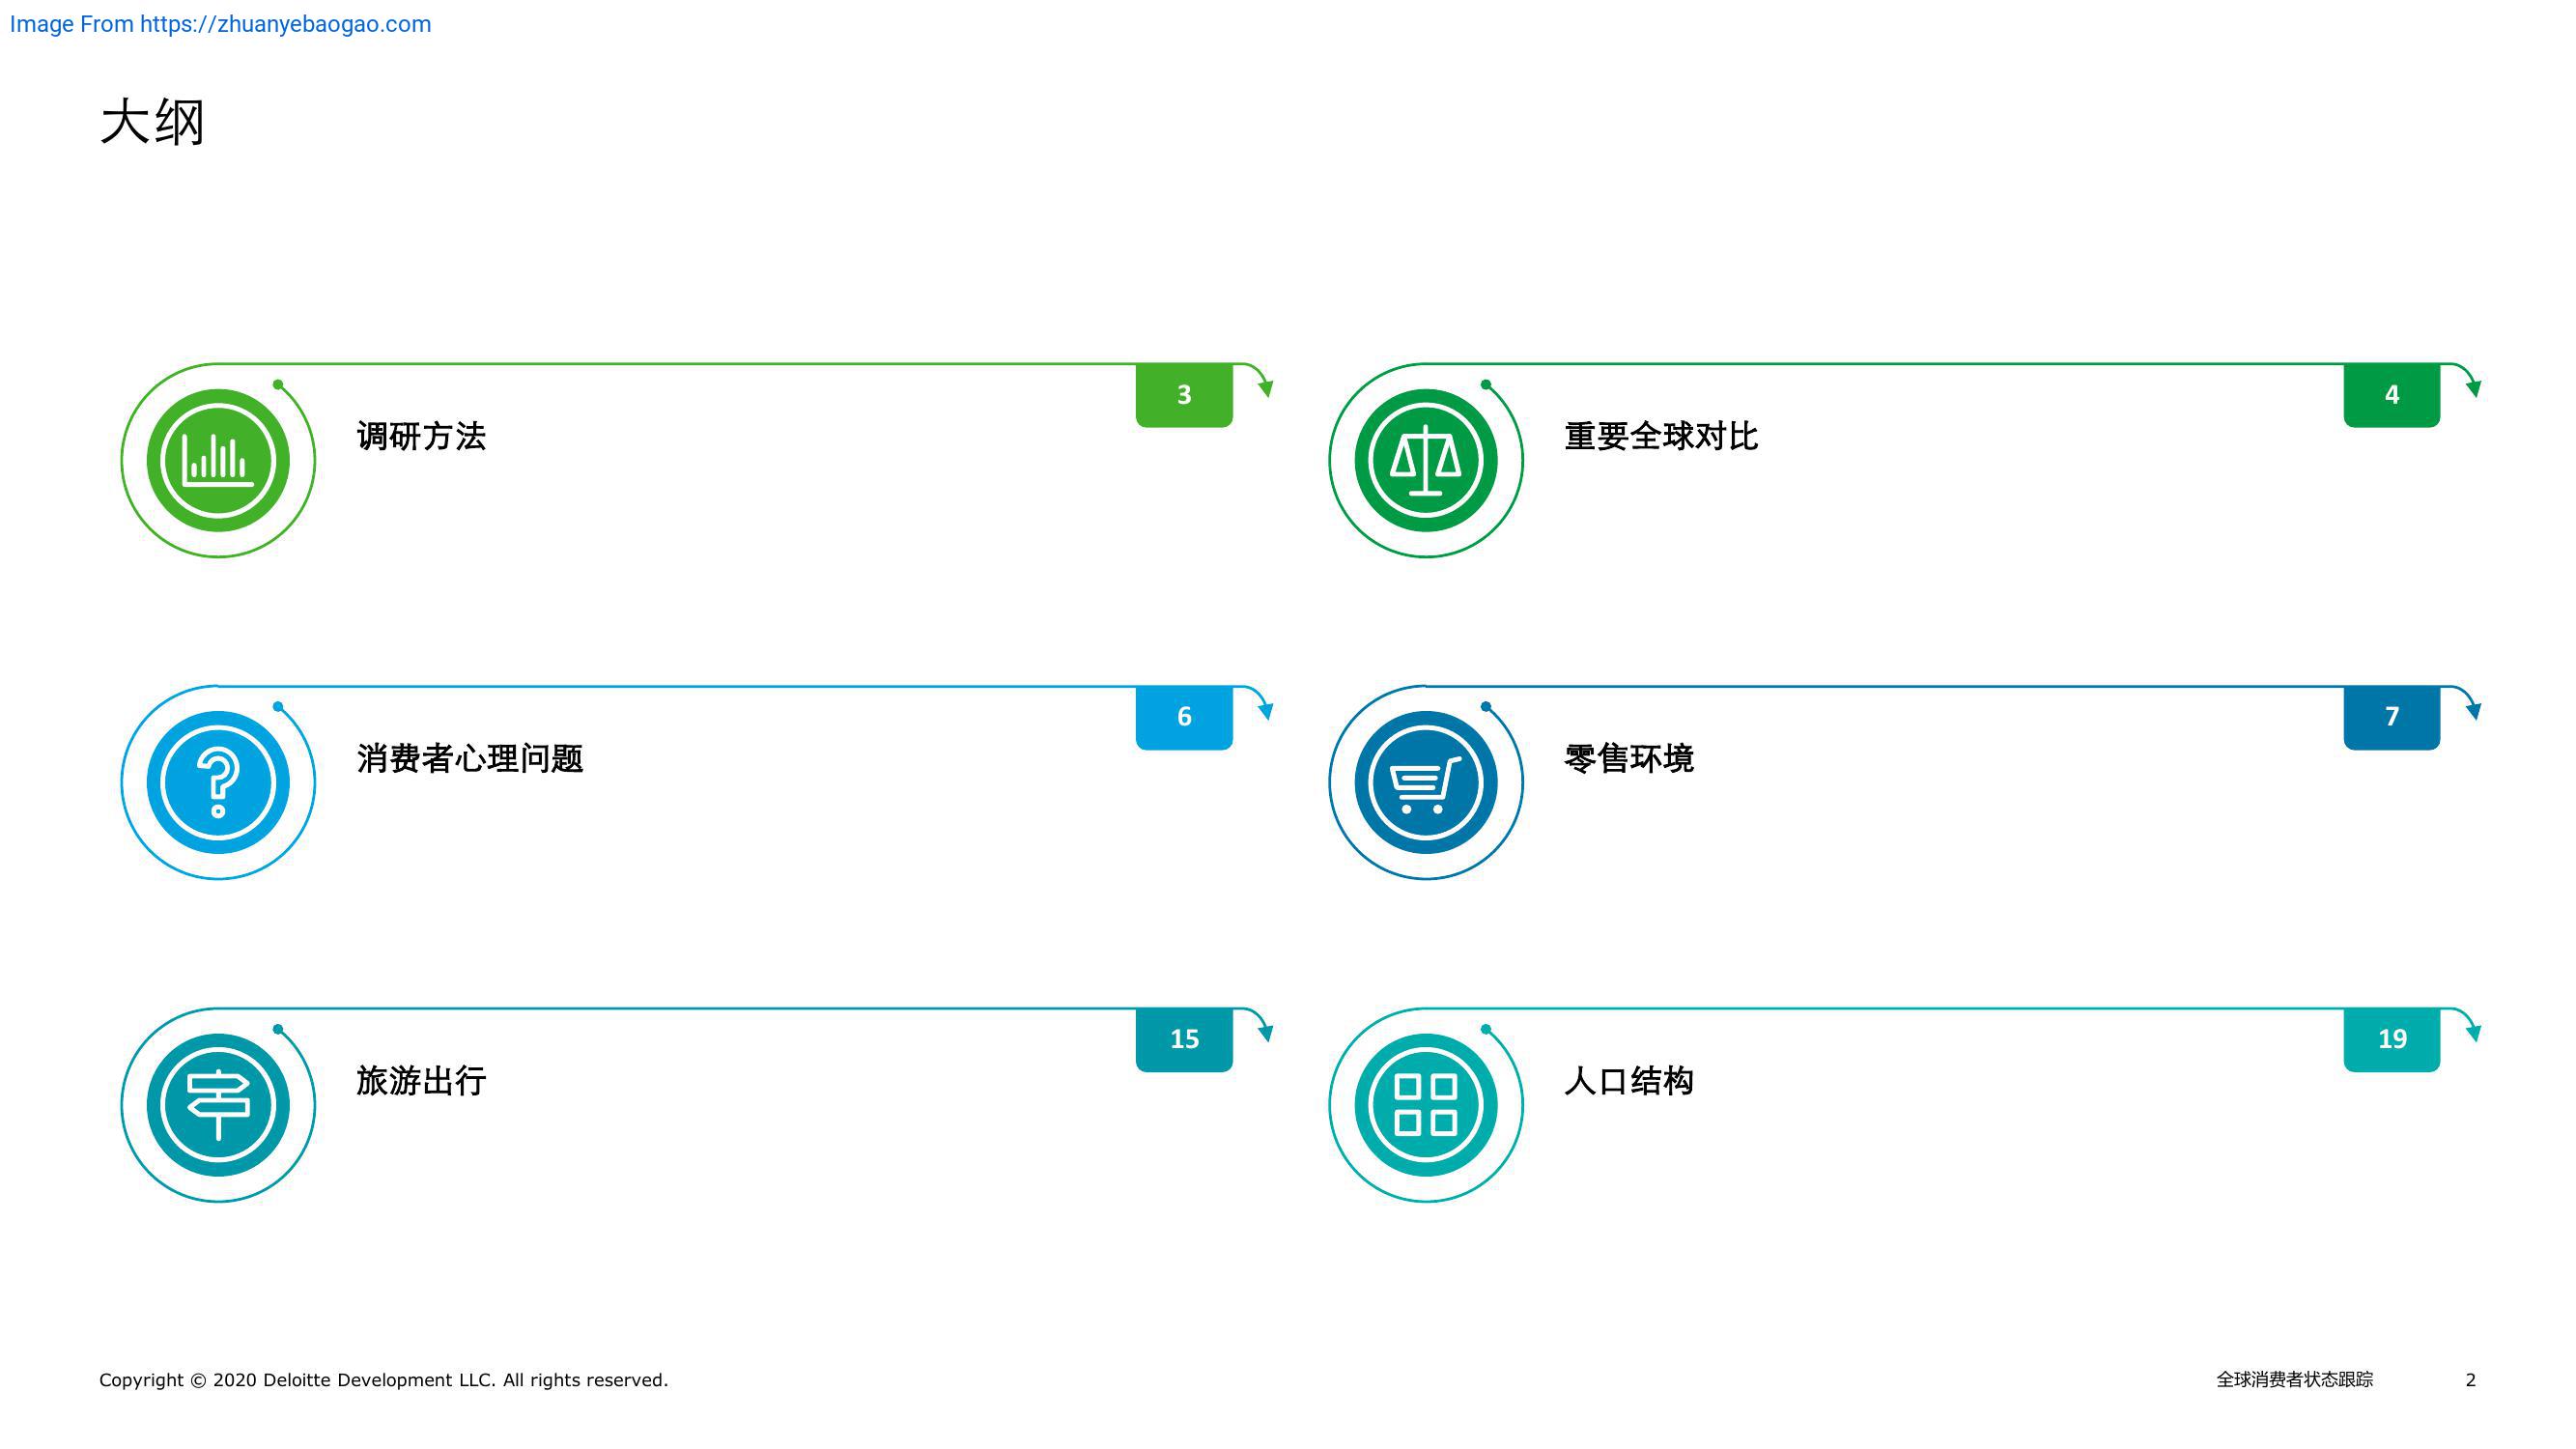 Image From https://zhuanyebaogao.com
大纲
3
调研方法
4
重要全球对比
6
消费者心理问题
7
零售环境
15
旅游出行
19
人口结构
Copyright © 2020 Deloitte Development LLC. All rights reserved.
全球消费者状态跟踪
2